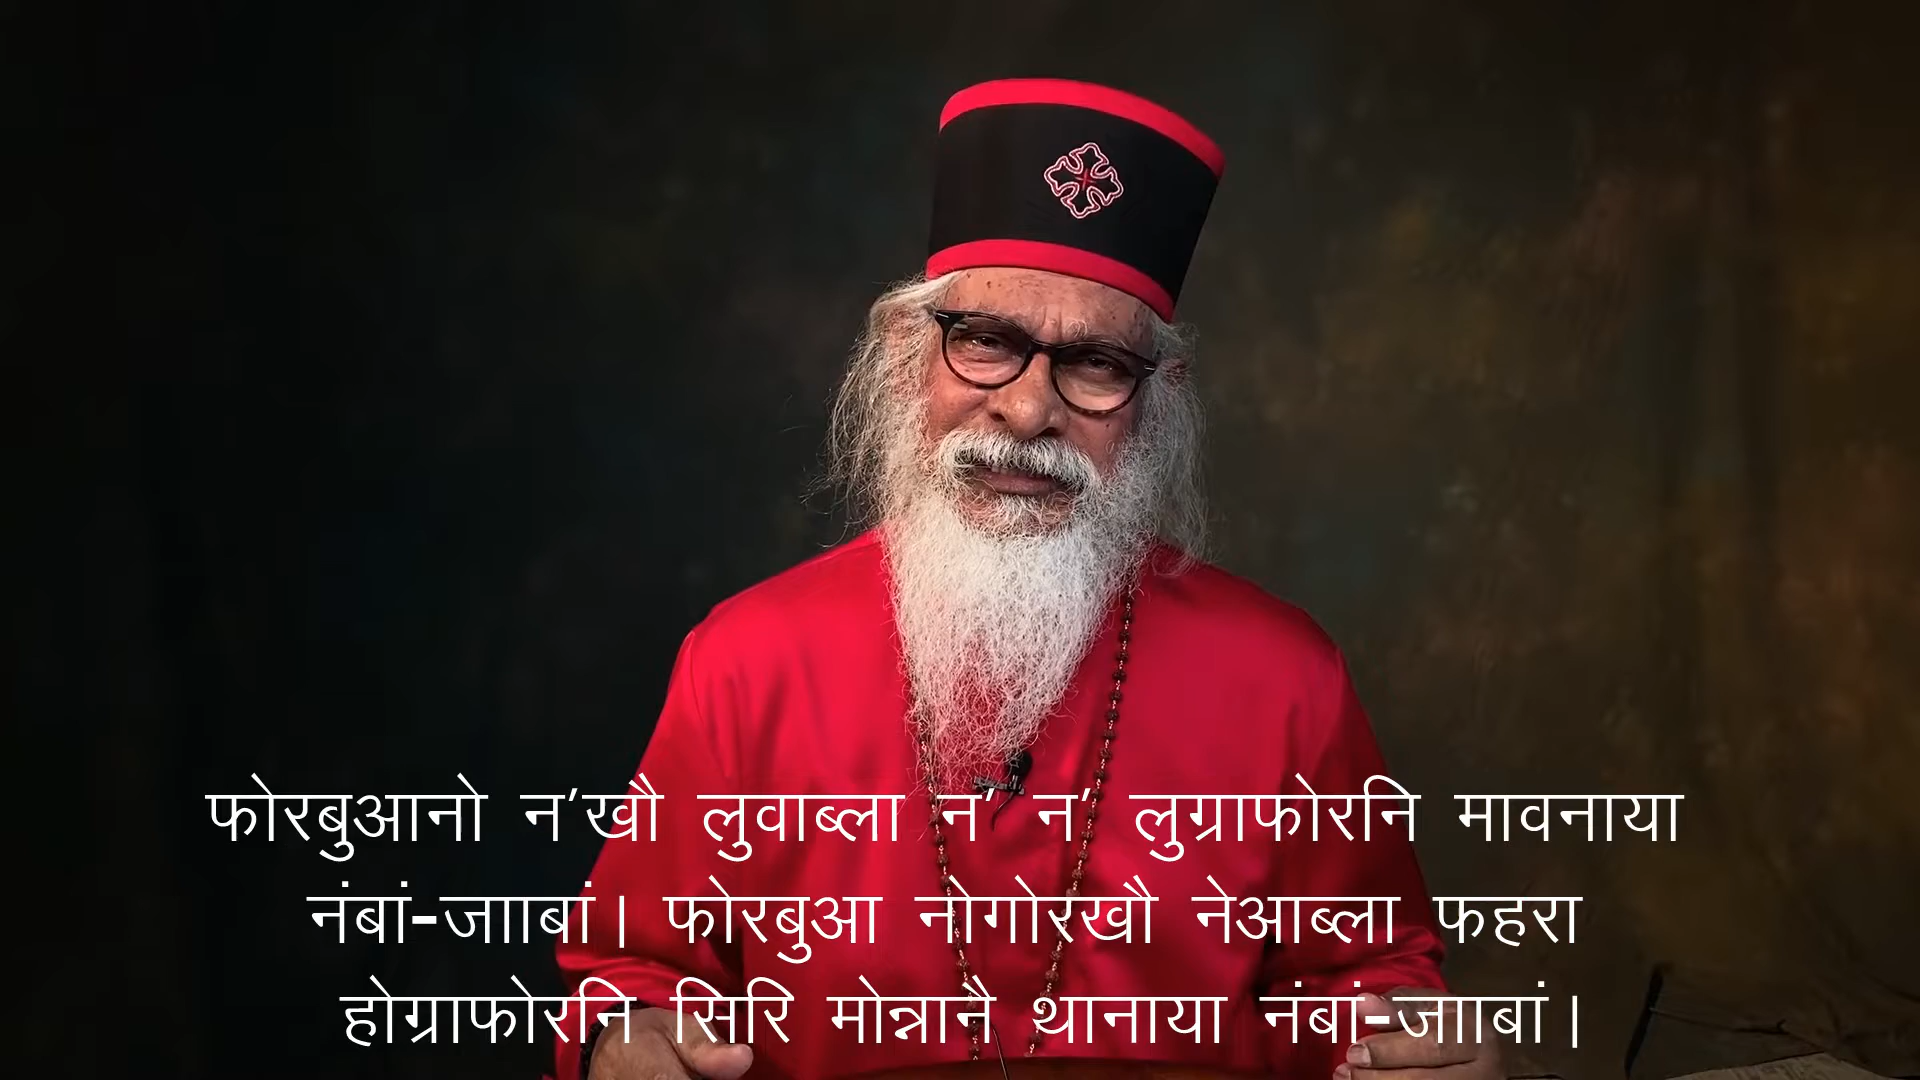 फोरबुआनो न’खौ लुवाब्ला न’ न’ लुग्राफोरनि मावनाया
नंबां-जााबां। फोरबुआ नोगोरखौ नेआब्ला फहरा
होग्राफोरनि सिरि मोन्नानै थानाया नंबां-जााबां।